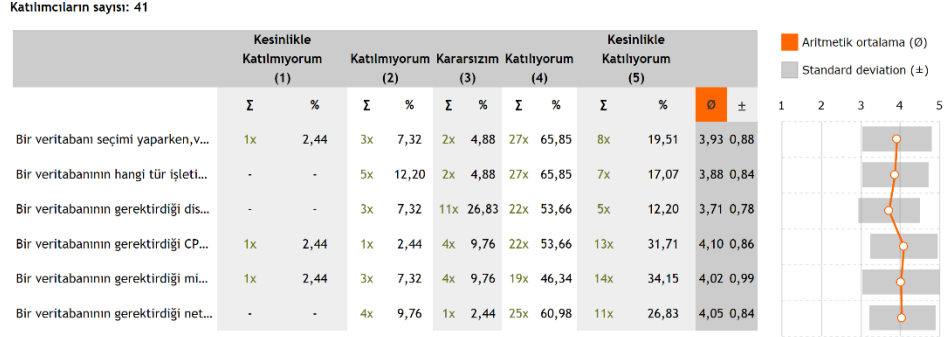 Katılımcıların sayısı: 41
Kesinlikle Katılmıyorum (1) Katılmıyorum (2) Kararsızım (3) Katılıyorum (4) Kesinlikle Katılıyorum (5)
Aritmetik ortalama (Ø)
Standard deviation (±)
Σ % Σ % Σ % Σ % Σ % Ø ± 1 2 3 4 5
Bir veritabanı seçimi yaparken,v... 1x 2,44 3x 7,32 2x 4,88 27x 65,85 8x 19,51 3,93 0,88
Bir veritabanının hangi tür işleti... - - 5x 12,20 2x 4,88 27x 65,85 7x 17,07 3,88 0,84
Bir veritabanının gerektirdiği dis... - - 3x 7,32 11x 26,83 22x 53,66 5x 12,20 3,71 0,78
Bir veritabanının gerektirdiği CP... 1x 2,44 1x 2,44 4x 9,76 22x 53,66 13x 31,71 4,10 0,86
Bir veritabanının gerektirdiği mi... 1x 2,44 3x 7,32 4x 9,76 19x 46,34 14x 34,15 4,02 0,99
Bir veritabanının gerektirdiği net... - - 4x 9,76 1x 2,44 25x 60,98 11x 26,83 4,05 0,84